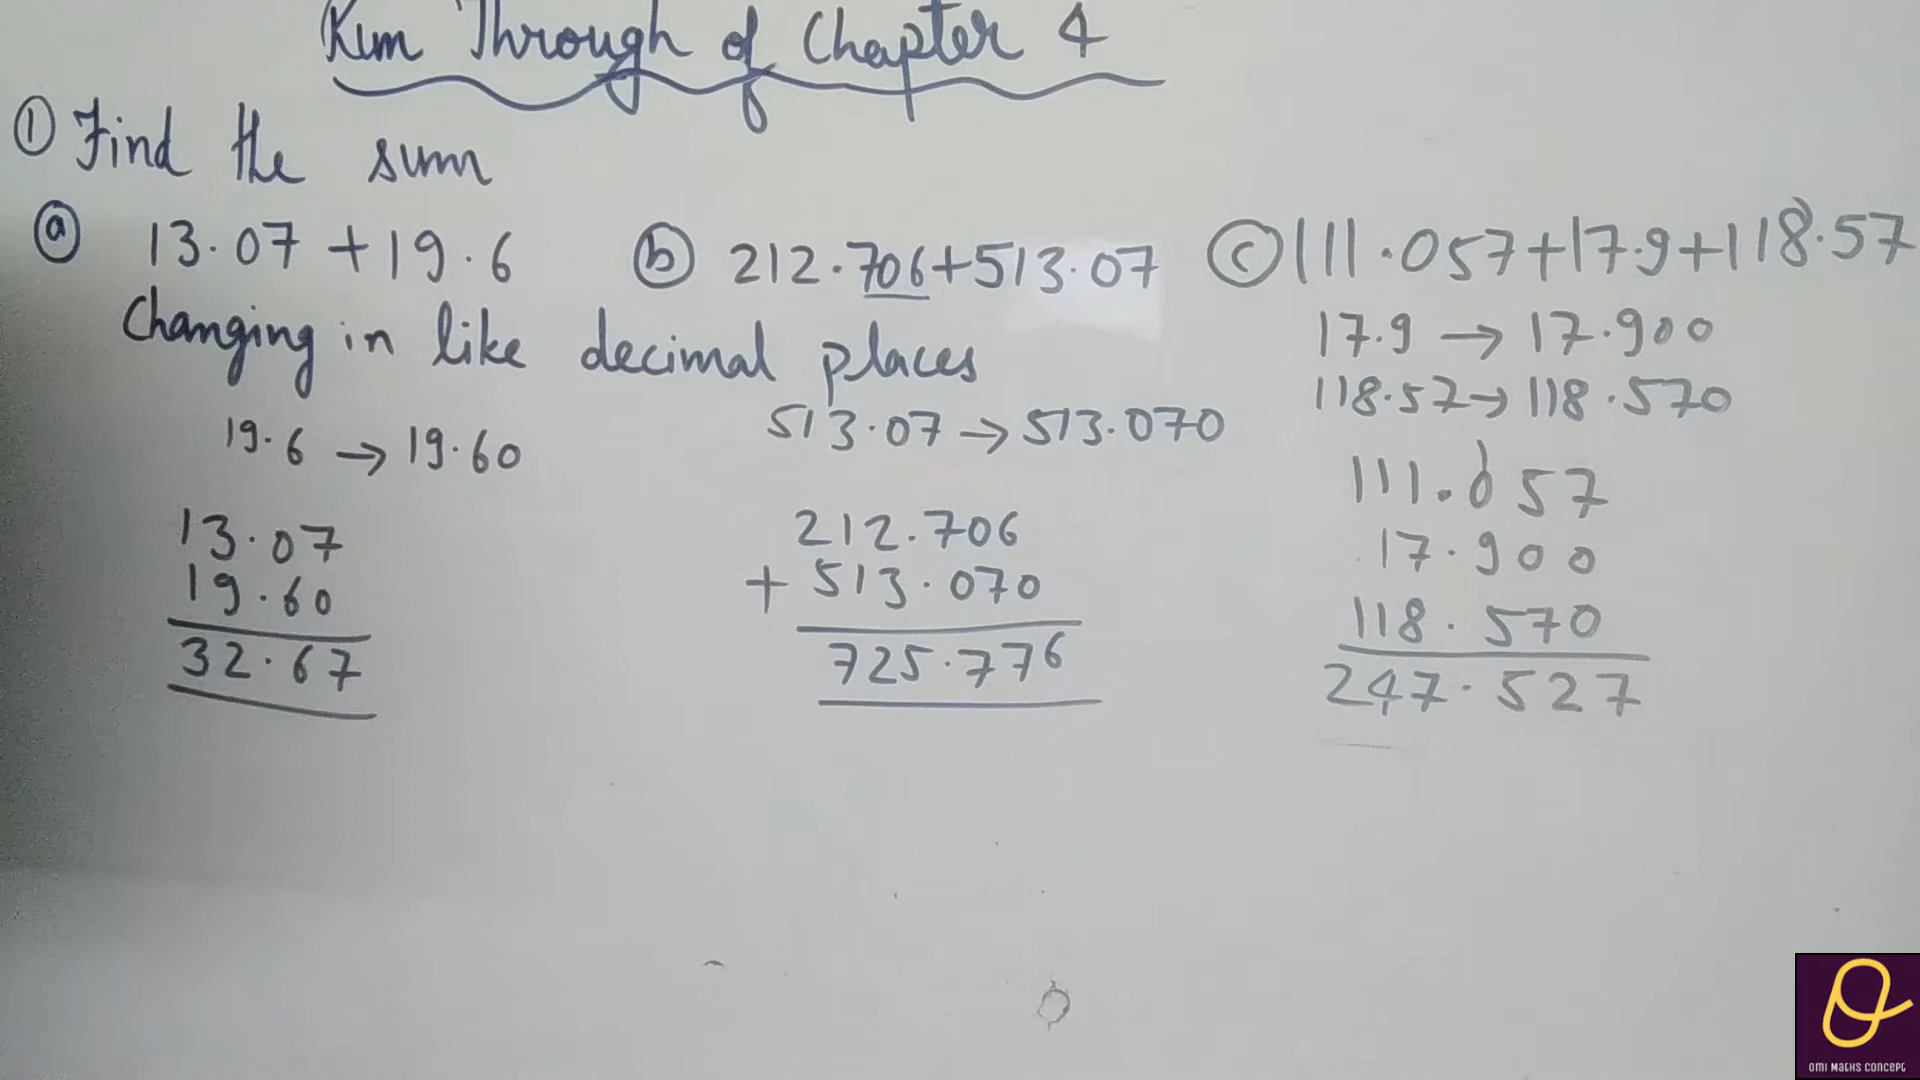 Run Through of Chapter 4
① Find the sum
ⓐ 13.07 + 19.6
Changing in like decimal places
19.6 → 19.60
13.07
19.60
32.67
ⓑ 212.706+513.07
513.07 → 513.070
212.706
+ 513.070
725.776
ⓒ 111.057+17.9+118.57
17.9 → 17.900
118.57 → 118.570
111.057
17.900
118.570
247.527
OMI MATHS CONCEPT